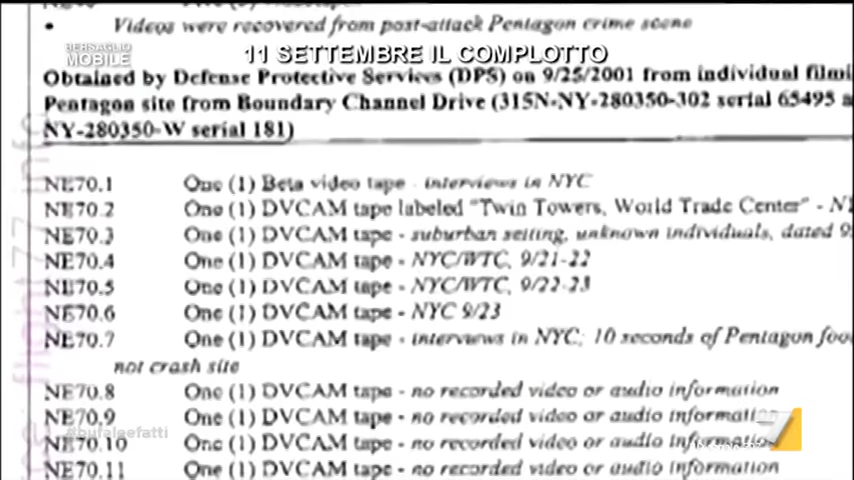 • Videos were recovered from post-attack Pentagon crime scene
BERSAGLIO
MOBILE
11 SETTEMBRE IL COMPLOTTO
Obtained by Defense Protective Services (DPS) on 9/25/2001 from individual filmi
Pentagon site from Boundary Channel Drive (315N-NY-280350-302 serial 65495 a
NY-280350-W serial 181)
NE70.1 One (1) Beta video tape - interviews in NYC
NE70.2 One (1) DVCAM tape labeled "Twin Towers, World Trade Center" - N
NE70.3 One (1) DVCAM tape - suburban setting, unknown individuals, dated 9
NE70.4 One (1) DVCAM tape - NYC/WTC, 9/21-22
NE70.5 One (1) DVCAM tape - NYC/WTC, 9/22-23
NE70.6 One (1) DVCAM tape - NYC 9/23
NE70.7 One (1) DVCAM tape - interviews in NYC; 10 seconds of Pentagon foo
not crash site
NE70.8 One (1) DVCAM tape - no recorded video or audio information
NE70.9 One (1) DVCAM tape - no recorded video or audio information
#bufaleefatti
NE70.10 One (1) DVCAM tape - no recorded video or audio information
7
NE70.11 One (1) DVCAM tape - no recorded video or audio information